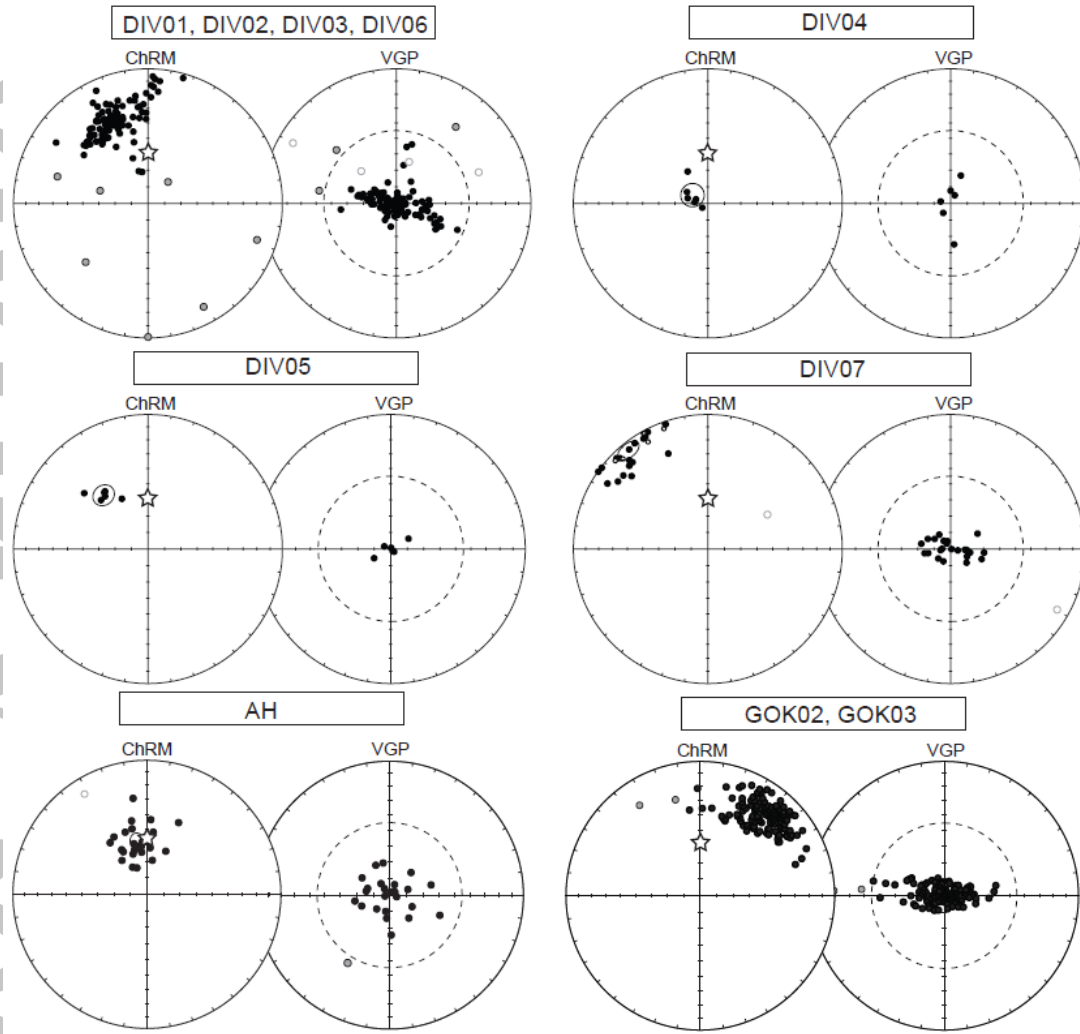 DIV01, DIV02, DIV03, DIV06
ChRM
VGP
DIV04
ChRM
VGP
DIV05
ChRM
VGP
DIV07
ChRM
VGP
AH
ChRM
VGP
GOK02, GOK03
ChRM
VGP